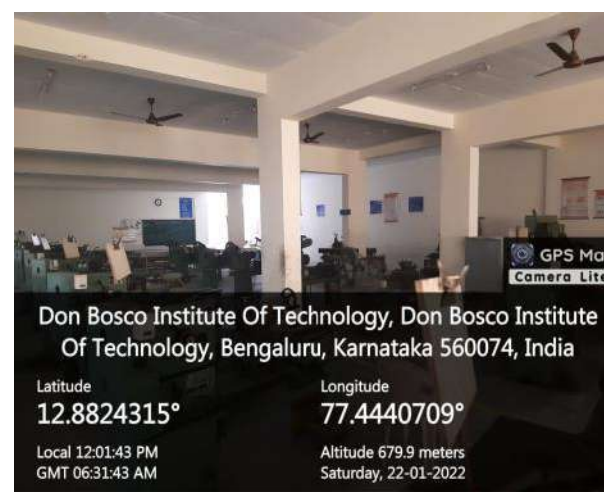 GPS Ma
Camera Lite
Don Bosco Institute Of Technology, Don Bosco Institute
Of Technology, Bengaluru, Karnataka 560074, India
Latitude
12.8824315°
Longitude
77.4440709°
Local 12:01:43 PM
GMT 06:31:43 AM
Altitude 679.9 meters
Saturday, 22-01-2022